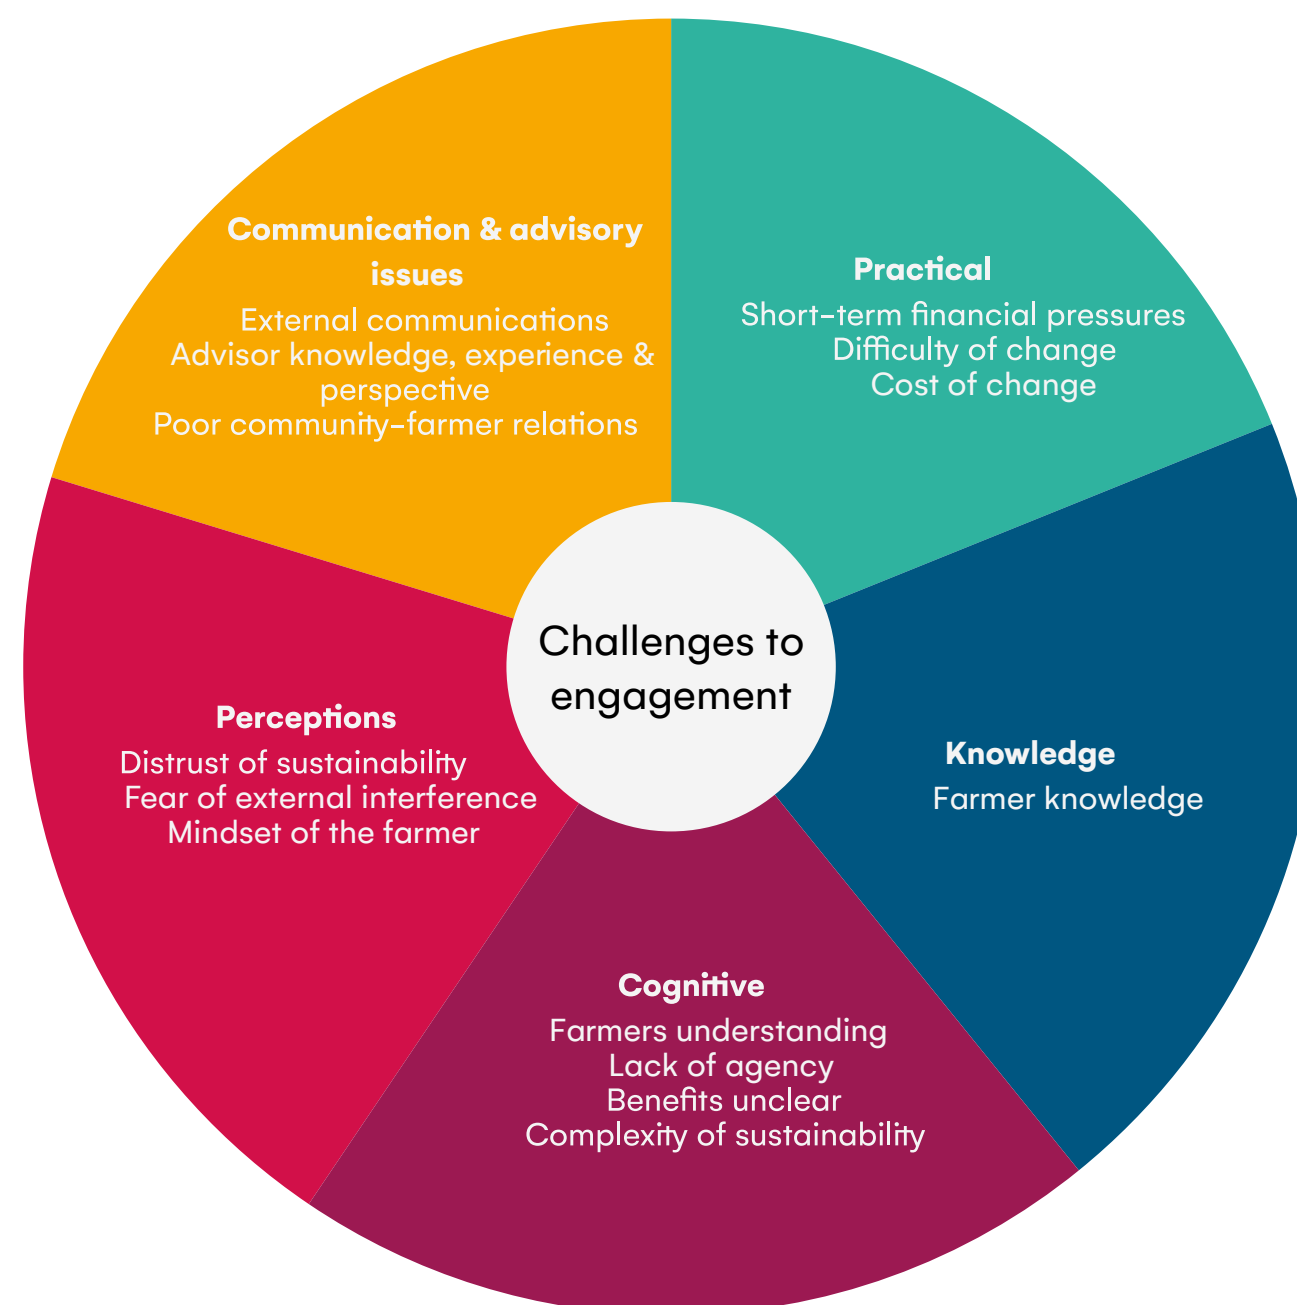 Communication & advisory
issues
External communications
Advisor knowledge, experience &
perspective
Poor community-farmer relations
Practical
Short-term financial pressures
Difficulty of change
Cost of change
Challenges to
engagement
Perceptions
Distrust of sustainability
Fear of external interference
Mindset of the farmer
Knowledge
Farmer knowledge
Cognitive
Farmers understanding
Lack of agency
Benefits unclear
Complexity of sustainability